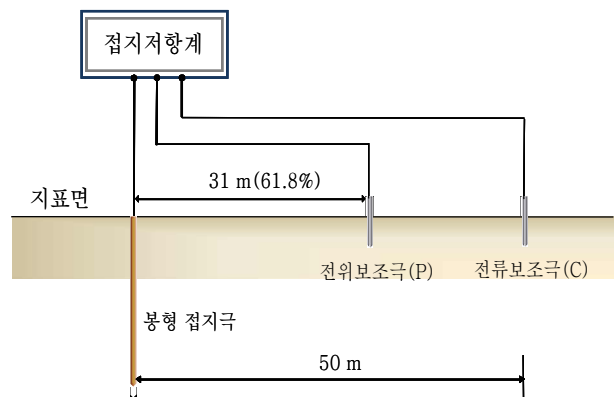 접지저항계
31 m(61.8%)
지표면
전위보조극(P)
전류보조극(C)
봉형 접지극
50 m